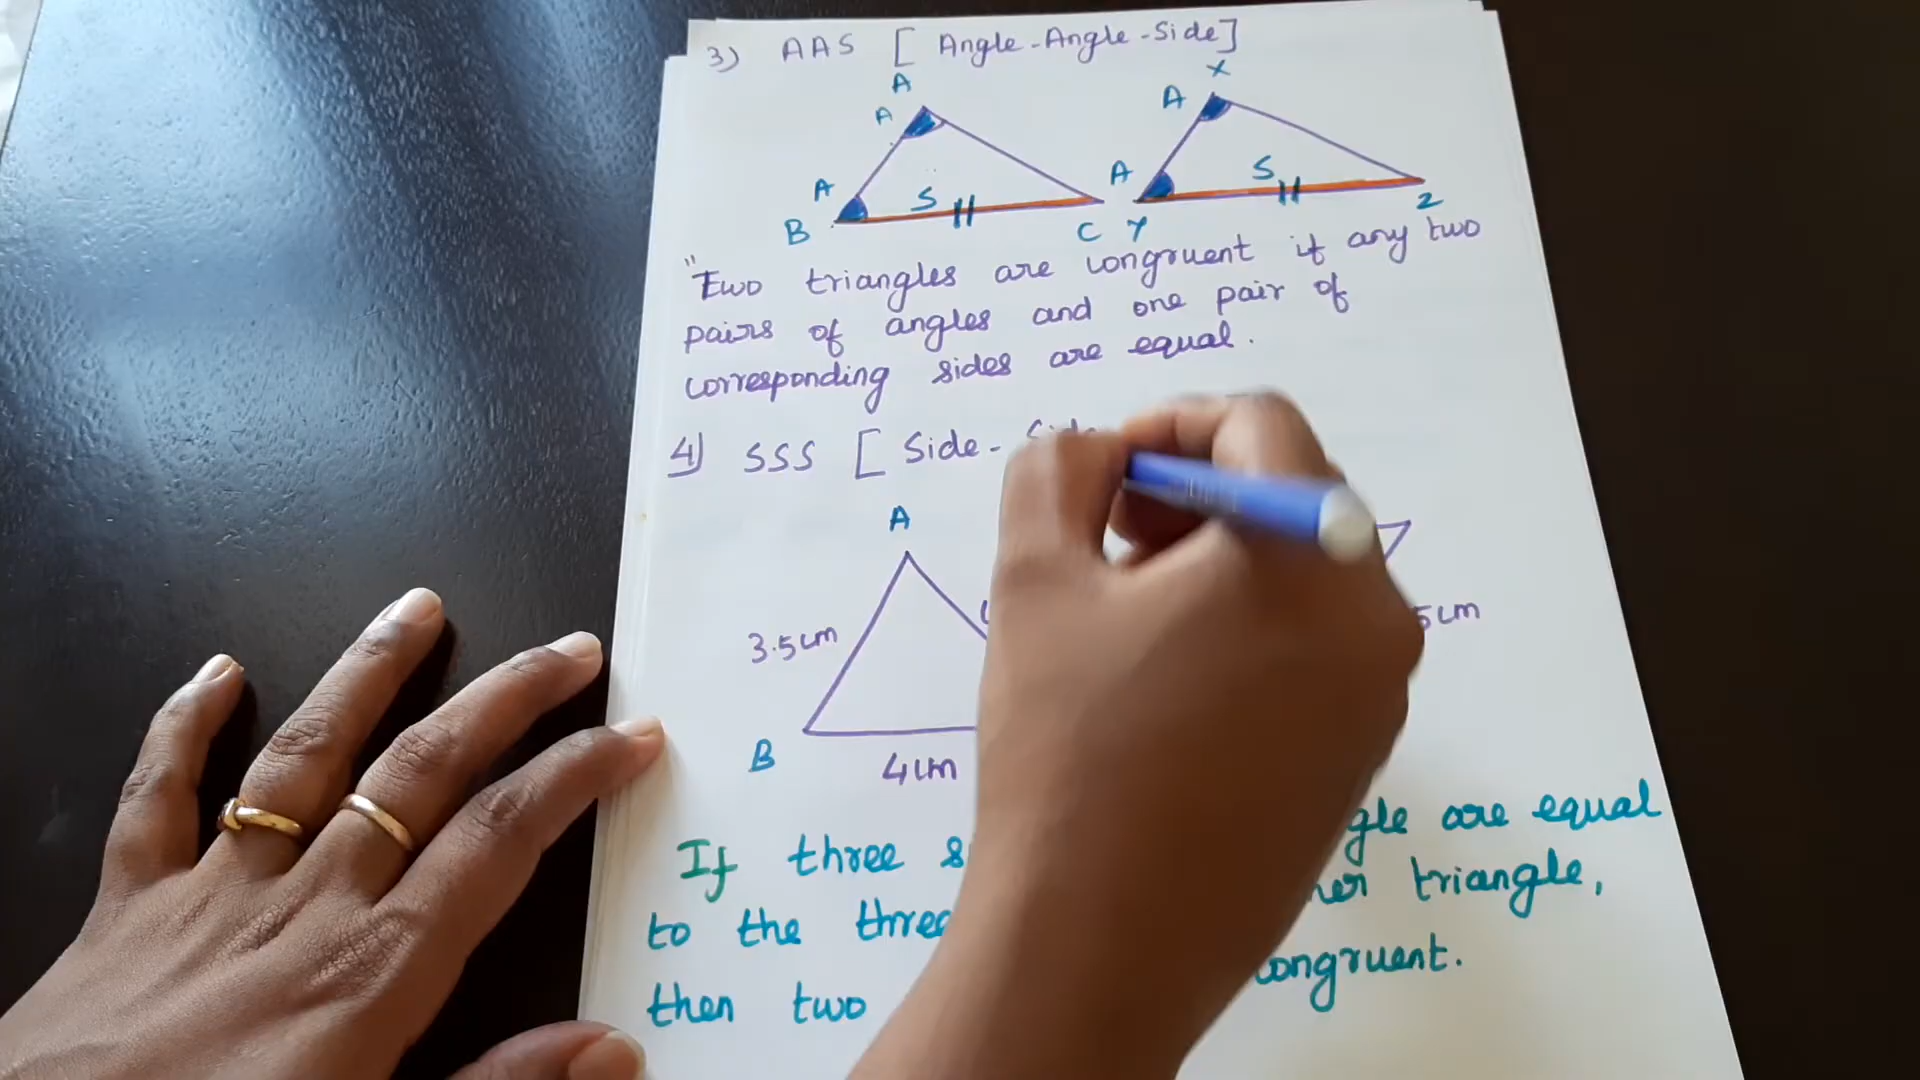 3) AAS [ Angle-Angle-Side]
A X
A A
A S A S
B C Y Z
"Two triangles are congruent if any two
pairs of angles and one pair of
corresponding sides are equal.
4) SSS [ Side - Side
A
3.5cm 5cm
B
4cm
If three are equal
to the triangle,
then two congruent.